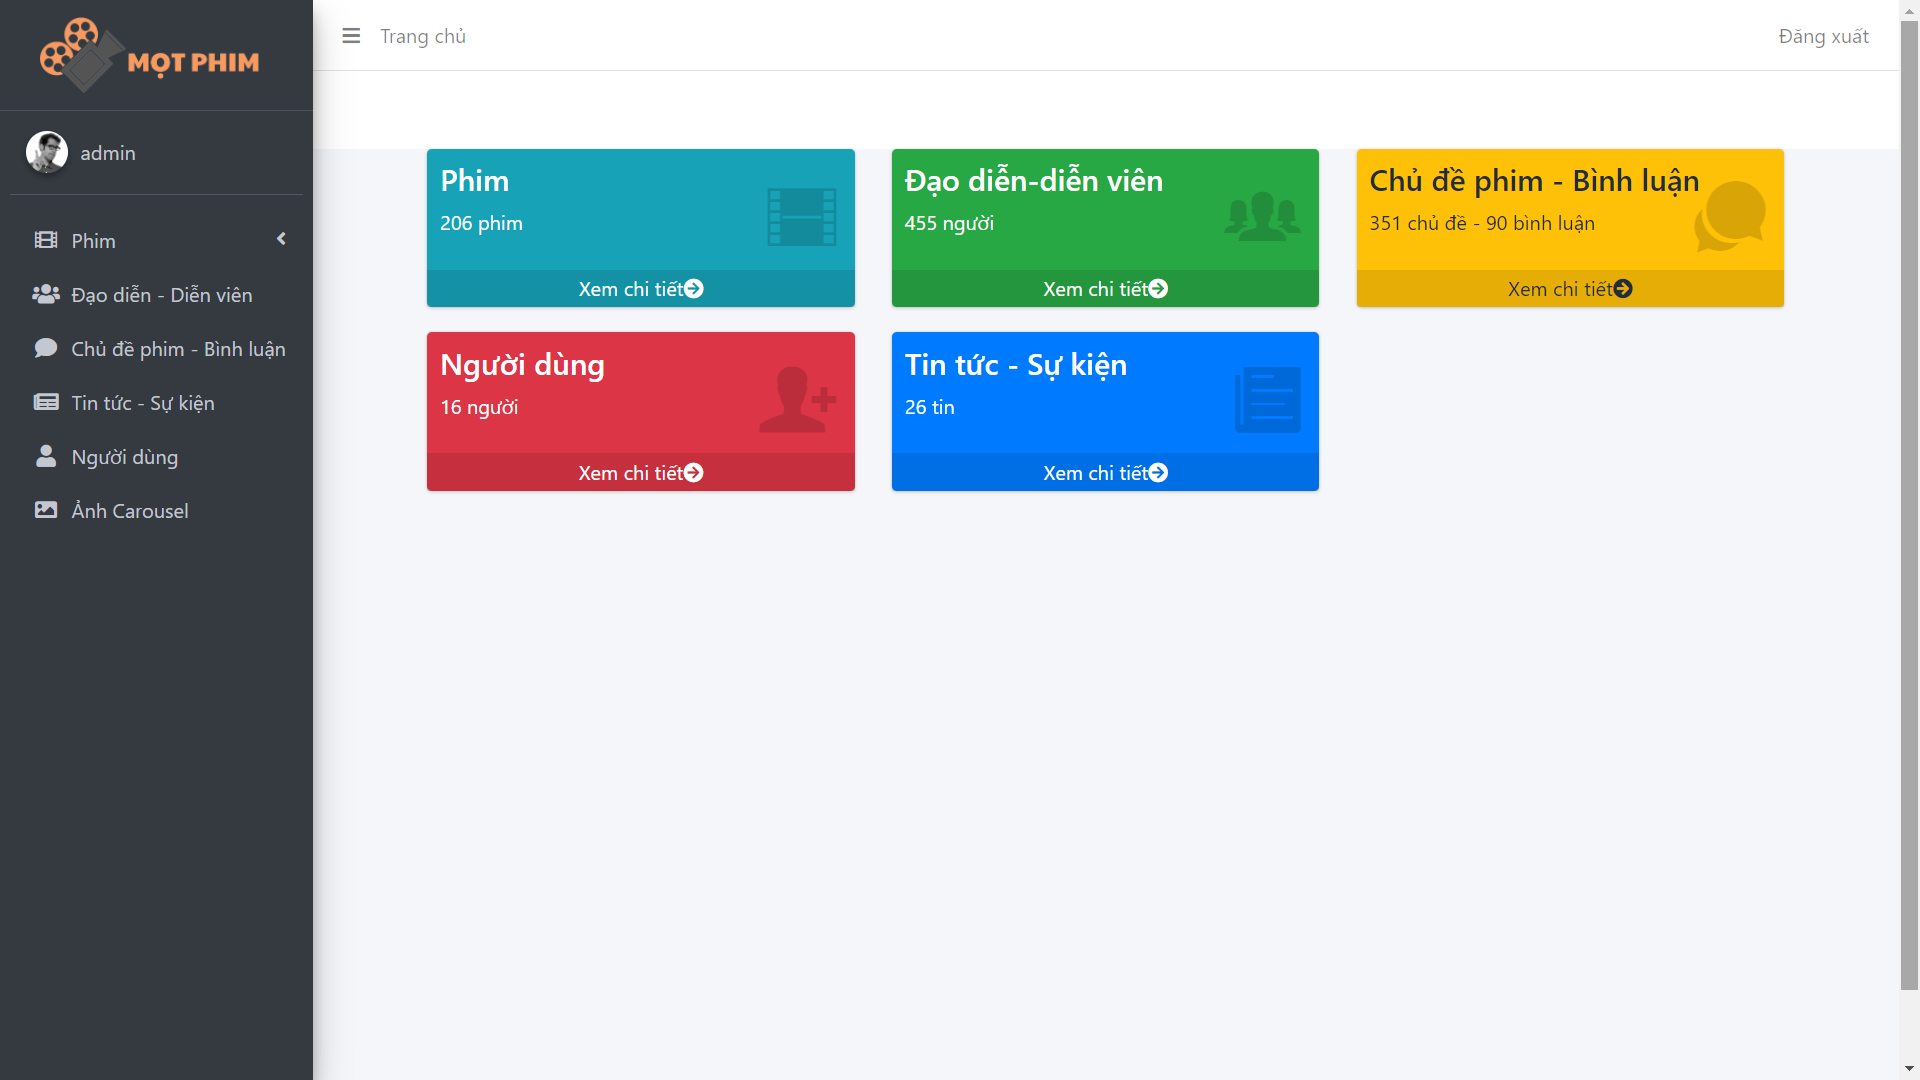 MỌT PHIM
admin
Phim
Đạo diễn - Diễn viên
Chủ đề phim - Bình luận
Tin tức - Sự kiện
Người dùng
Ảnh Carousel
Trang chủ
Đăng xuất
Phim
206 phim
Xem chi tiết
Đạo diễn-diễn viên
455 người
Xem chi tiết
Chủ đề phim - Bình luận
351 chủ đề - 90 bình luận
Xem chi tiết
Người dùng
16 người
Xem chi tiết
Tin tức - Sự kiện
26 tin
Xem chi tiết